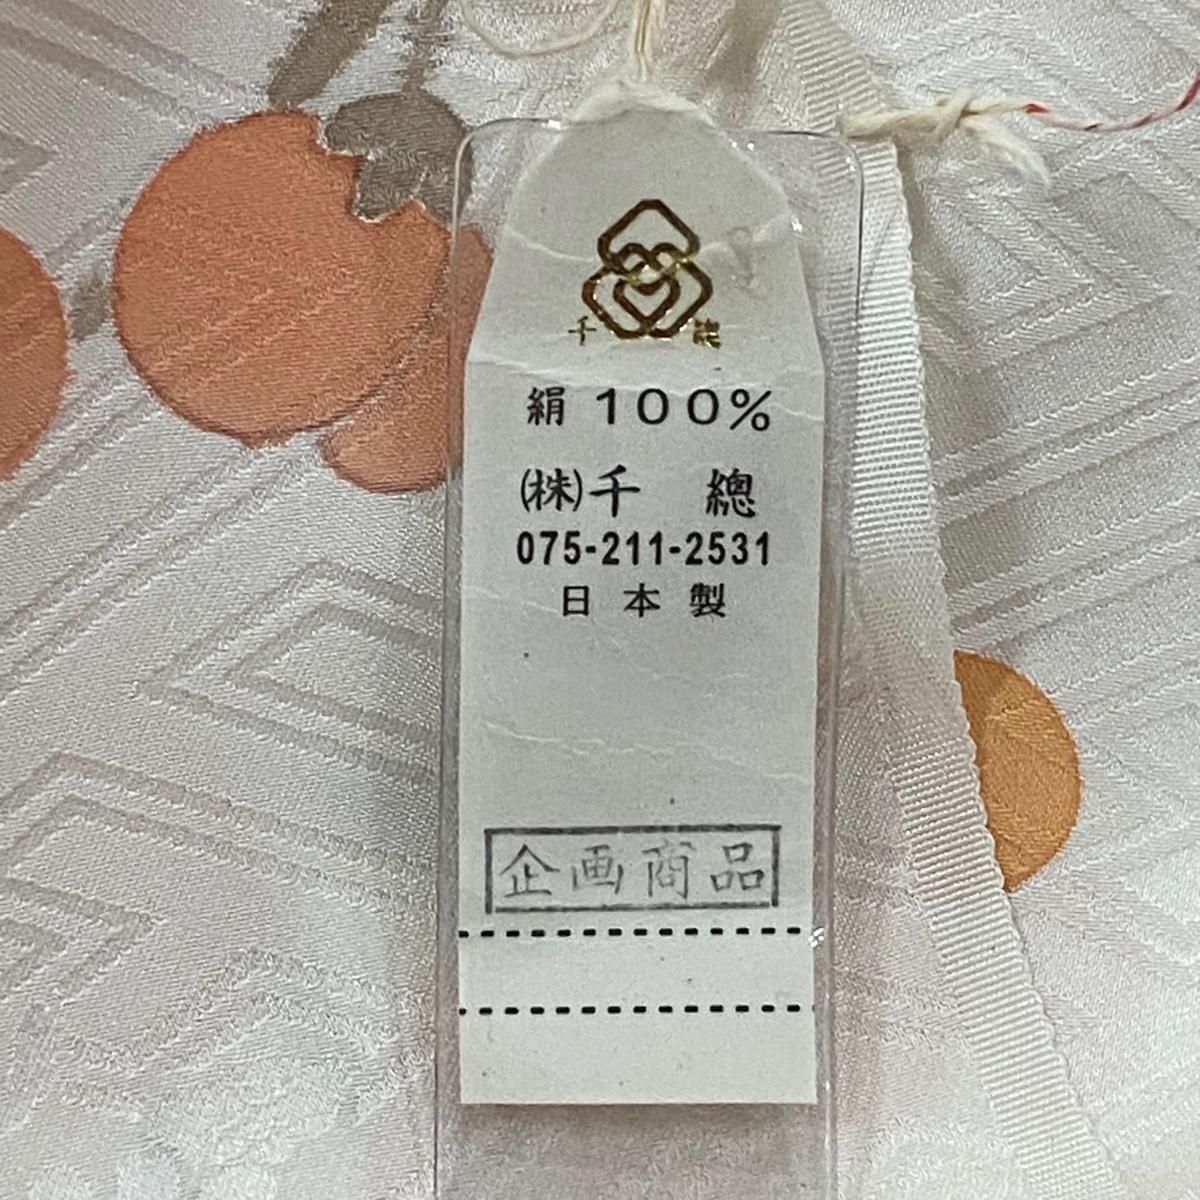 千總
絹 100%
㈱千 總
075-211-2531
日本製
企画商品